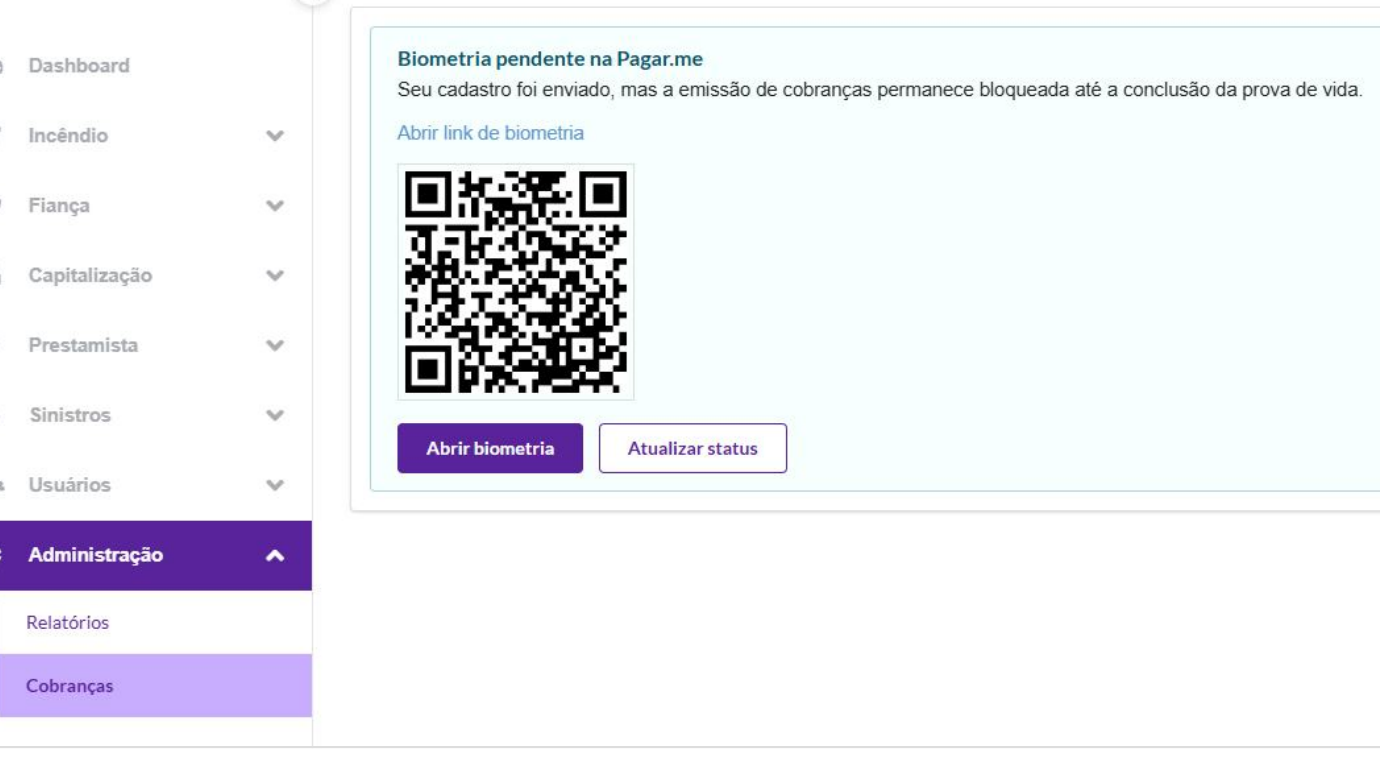 Dashboard
Incêndio
Fiança
Capitalização
Prestamista
Sinistros
Usuários
Administração
Relatórios
Cobranças
Biometria pendente na Pagar.me
Seu cadastro foi enviado, mas a emissão de cobranças permanece bloqueada até a conclusão da prova de vida.
Abrir link de biometria
Abrir biometria
Atualizar status